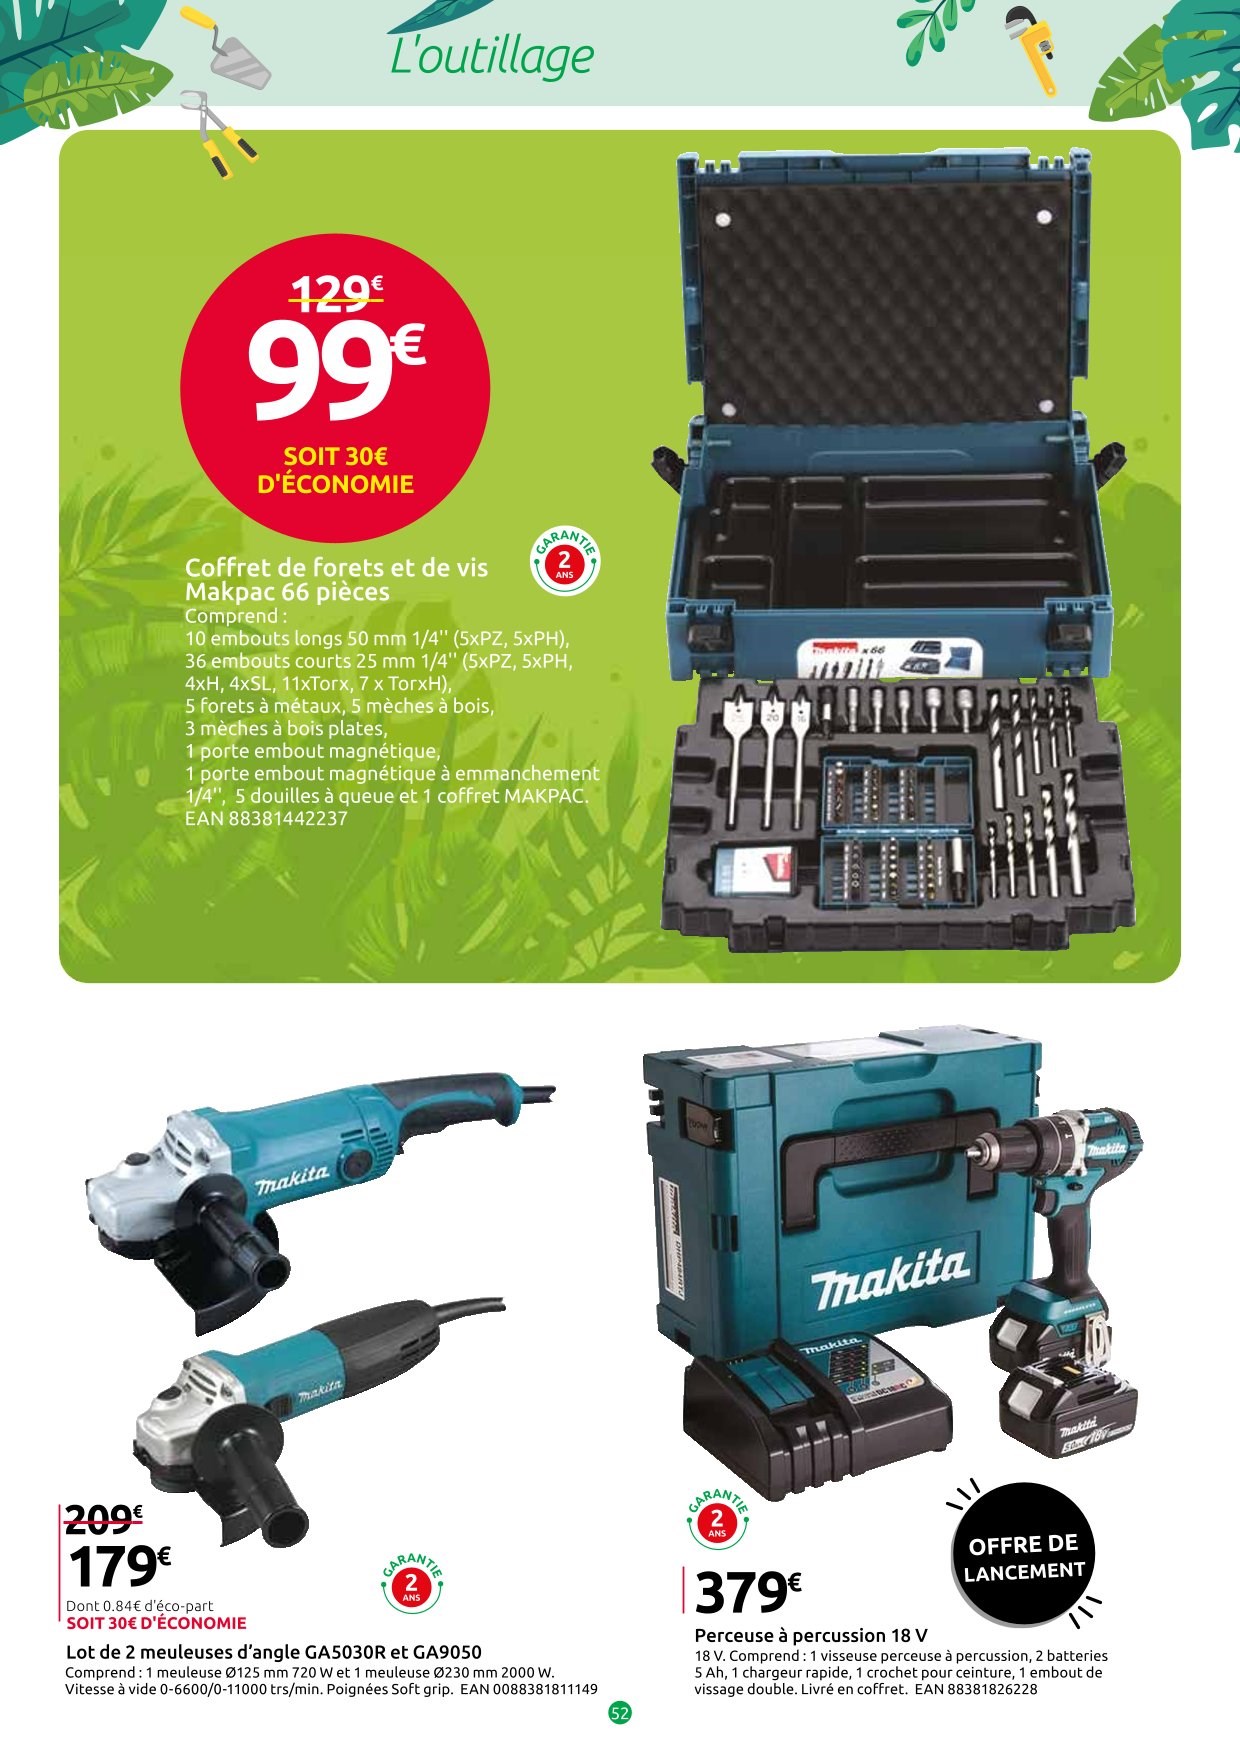 L'outillage
129€
99€
SOIT 30€
D'ÉCONOMIE
GARANTIE
2
ANS
Coffret de forets et de vis
Makpac 66 pièces
Comprend :
10 embouts longs 50 mm 1/4'' (5xPZ, 5xPH),
36 embouts courts 25 mm 1/4'' (5xPZ, 5xPH,
4xH, 4xSL, 11xTorx, 7 x TorxH),
5 forets à métaux, 5 mèches à bois,
3 mèches à bois plates,
1 porte embout magnétique,
1 porte embout magnétique à emmanchement
1/4'',  5 douilles à queue et 1 coffret MAKPAC.
EAN 88381442237
makita x 66
20
16
makita
makita
makita
makita
makita
makita
18V
209€
179€
Dont 0.84€ d'éco-part
SOIT 30€ D'ÉCONOMIE
GARANTIE
2
ANS
Lot de 2 meuleuses d’angle GA5030R et GA9050
Comprend : 1 meuleuse Ø125 mm 720 W et 1 meuleuse Ø230 mm 2000 W.
Vitesse à vide 0-6600/0-11000 trs/min. Poignées Soft grip.  EAN 0088381811149
GARANTIE
2
ANS
OFFRE DE
LANCEMENT
379€
Perceuse à percussion 18 V
18 V. Comprend : 1 visseuse perceuse à percussion, 2 batteries
5 Ah, 1 chargeur rapide, 1 crochet pour ceinture, 1 embout de
vissage double. Livré en coffret.  EAN 88381826228
52